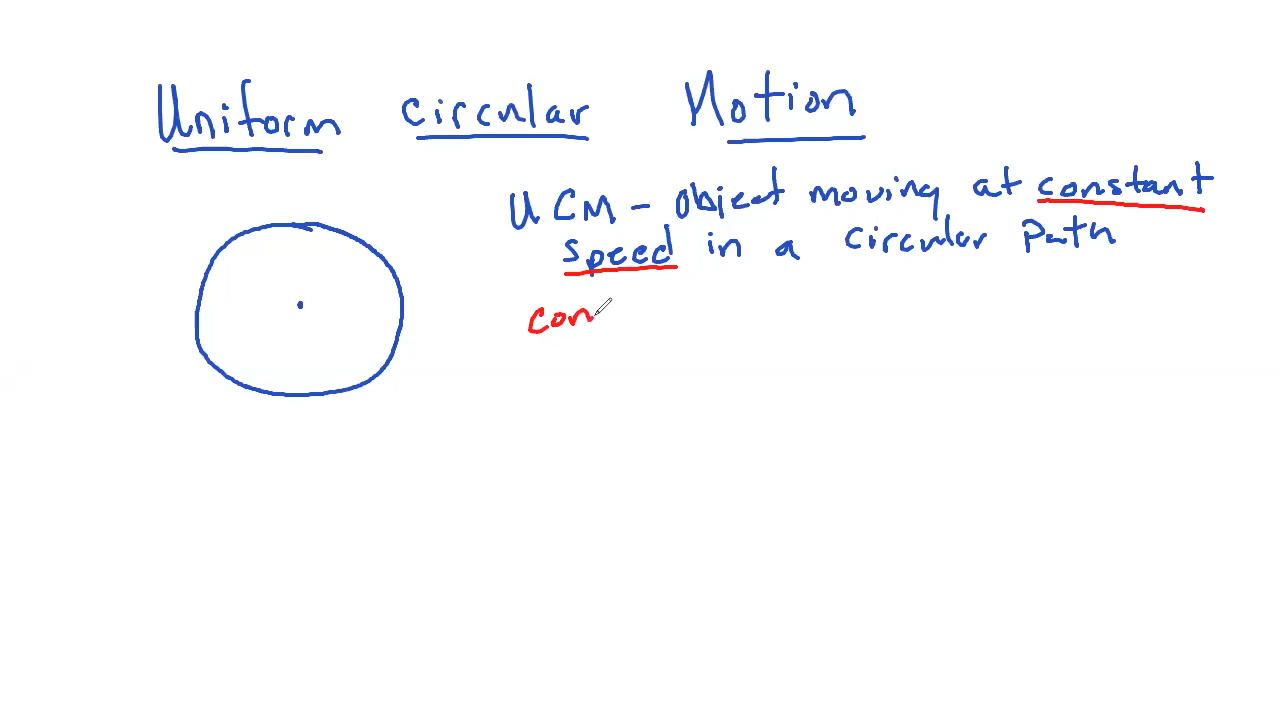 Uniform Circular Motion
UCM - object moving at constant
speed in a circular path
con